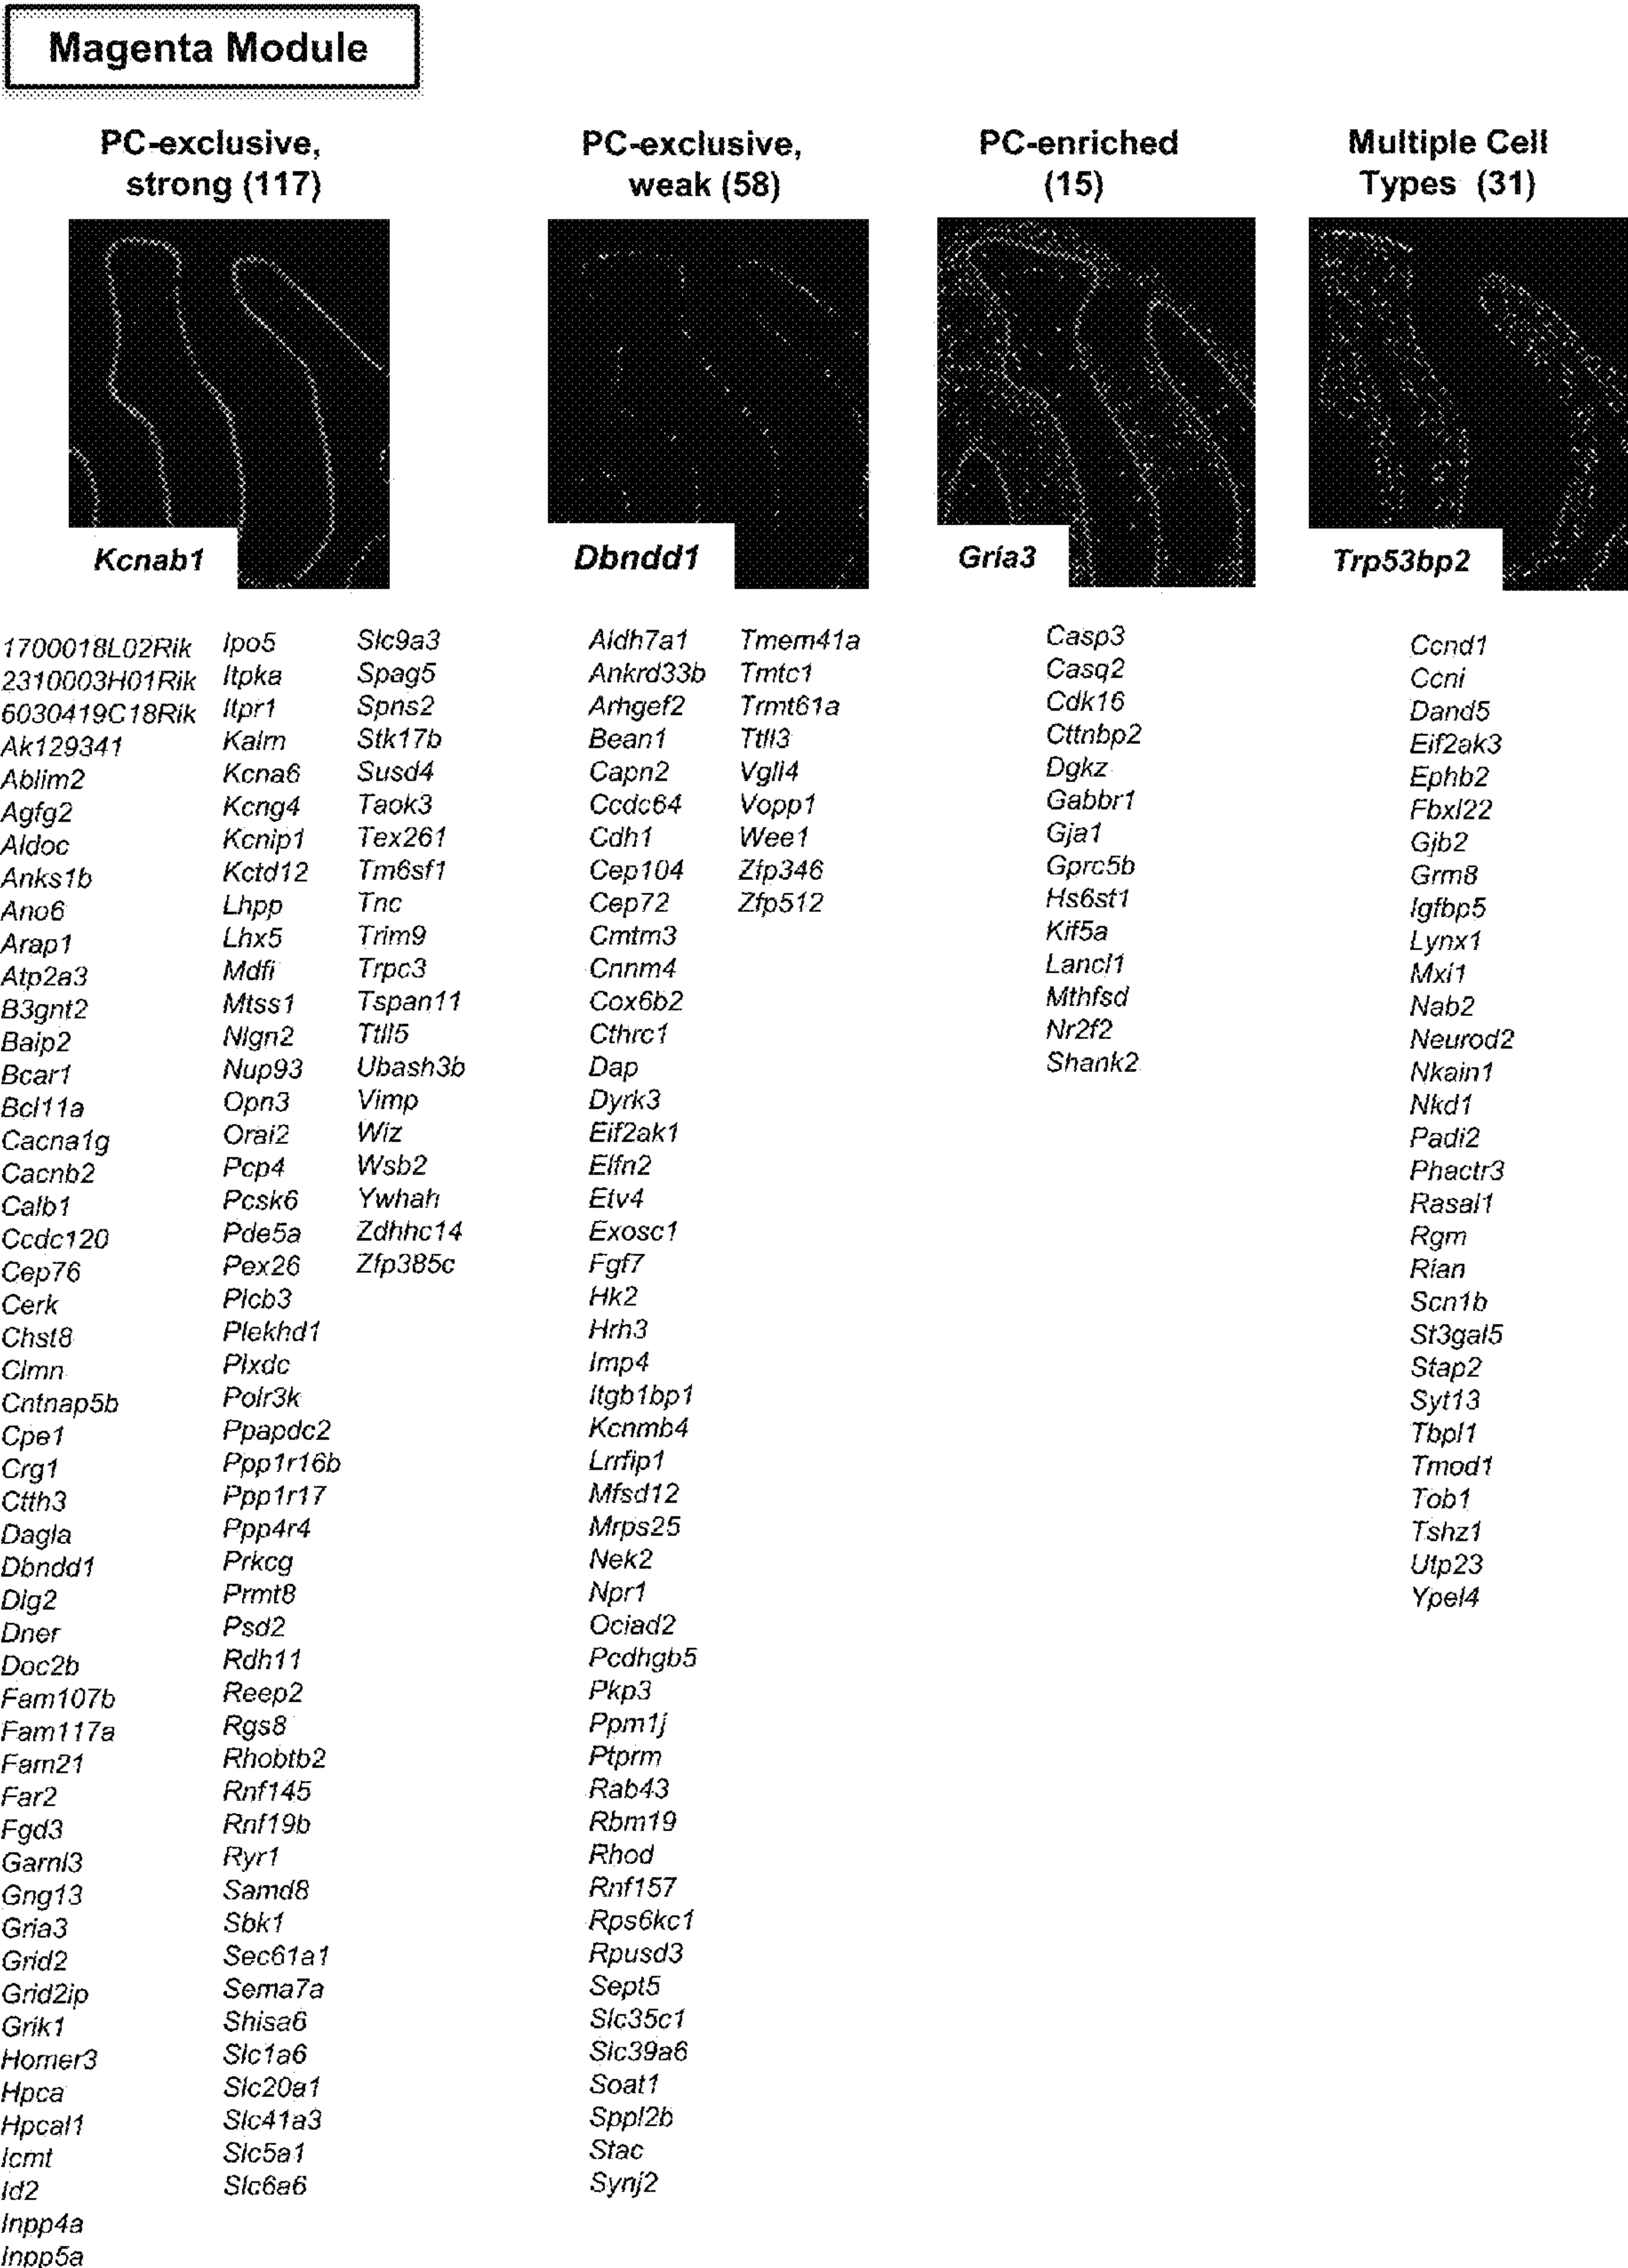 Magenta Module
PC-exclusive,
strong (117)
PC-exclusive,
weak (58)
PC-enriched
(15)
Multiple Cell
Types (31)
Kcnab1
Dbndd1
Gria3
Trp53bp2
1700018L02Rik
2310003H01Rik
6030419C18Rik
Ak129341
Ablim2
Agfg2
Aldoc
Anks1b
Ano6
Arap1
Atp2a3
B3gnt2
Baip2
Bcar1
Bcl11a
Cacna1g
Cacnb2
Calb1
Ccdc120
Cep76
Cerk
Chst8
Clmn
Cntnap5b
Cpe1
Crg1
Ctth3
Dagla
Dbndd1
Dlg2
Dner
Doc2b
Fam107b
Fam117a
Fam21
Far2
Fgd3
Garnl3
Gng13
Gria3
Grid2
Grid2ip
Grik1
Homer3
Hpca
Hpcal1
Icmt
Id2
Inpp4a
Inpp5a
Ipo5
Itpka
Itpr1
Kalrn
Kcna6
Kcng4
Kcnip1
Kctd12
Lhpp
Lhx5
Mdfi
Mtss1
Nlgn2
Nup93
Opn3
Orai2
Pcp4
Pcsk6
Pde5a
Pex26
Plcb3
Plekhd1
Plxdc
Polr3k
Ppapdc2
Ppp1r16b
Ppp1r17
Ppp4r4
Prkcg
Prmt8
Psd2
Rdh11
Reep2
Rgs8
Rhobtb2
Rnf145
Rnf19b
Ryr1
Samd8
Sbk1
Sec61a1
Sema7a
Shisa6
Slc1a6
Slc20a1
Slc41a3
Slc5a1
Slc6a6
Slc9a3
Spag5
Spns2
Stk17b
Susd4
Taok3
Tex261
Tm6sf1
Tnc
Trim9
Trpc3
Tspan11
Ttll5
Ubash3b
Vimp
Wiz
Wsb2
Ywhah
Zdhhc14
Zfp385c
Aldh7a1
Ankrd33b
Arhgef2
Bean1
Capn2
Ccdc64
Cdh1
Cep104
Cep72
Cmtm3
Cnnm4
Cox6b2
Cthrc1
Dap
Dyrk3
Eif2ak1
Elfn2
Etv4
Exosc1
Fgf7
Hk2
Hrh3
Imp4
Itgb1bp1
Kcnmb4
Lrrfip1
Mfsd12
Mrps25
Nek2
Npr1
Ociad2
Pcdhgb5
Pkp3
Ppm1j
Ptprm
Rab43
Rbm19
Rhod
Rnf157
Rps6kc1
Rpusd3
Sept5
Slc35c1
Slc39a6
Soat1
Sppl2b
Stac
Synj2
Tmem41a
Tmtc1
Trmt61a
Ttll3
Vgll4
Vopp1
Wee1
Zfp346
Zfp512
Casp3
Casq2
Cdk16
Cttnbp2
Dgkz
Gabbr1
Gja1
Gprc5b
Hs6st1
Kif5a
Lancl1
Mthfsd
Nr2f2
Shank2
Ccnd1
Ccni
Dand5
Eif2ak3
Ephb2
Fbxl22
Gjb2
Grm8
Igfbp5
Lynx1
Mxi1
Nab2
Neurod2
Nkain1
Nkd1
Padi2
Phactr3
Rasal1
Rgm
Rian
Scn1b
St3gal5
Stap2
Syt13
Tbpl1
Tmod1
Tob1
Tshz1
Utp23
Ypel4